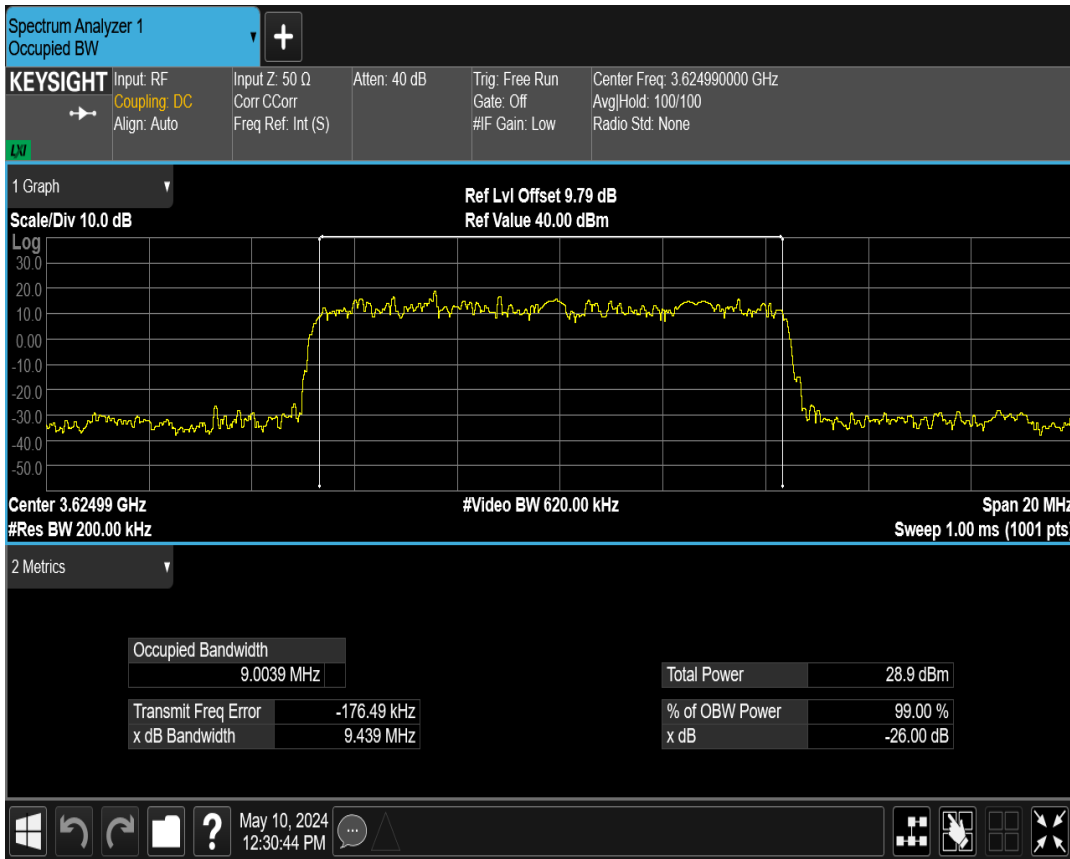 Spectrum Analyzer 1
Occupied BW
+
KEYSIGHT
LXI
Input: RF
Coupling: DC
Align: Auto
Input Z: 50 Ω
Corr CCorr
Freq Ref: Int (S)
Atten: 40 dB
Trig: Free Run
Gate: Off
#IF Gain: Low
Center Freq: 3.624990000 GHz
Avg|Hold: 100/100
Radio Std: None
1 Graph
Scale/Div 10.0 dB
Ref Lvl Offset 9.79 dB
Ref Value 40.00 dBm
Log
30.0
20.0
10.0
0.00
-10.0
-20.0
-30.0
-40.0
-50.0
Center 3.62499 GHz
#Video BW 620.00 kHz
Span 20 MHz
#Res BW 200.00 kHz
Sweep 1.00 ms (1001 pts)
2 Metrics
Occupied Bandwidth
9.0039 MHz
Total Power 28.9 dBm
Transmit Freq Error -176.49 kHz
% of OBW Power 99.00 %
x dB Bandwidth 9.439 MHz
x dB -26.00 dB
?
May 10, 2024
12:30:44 PM